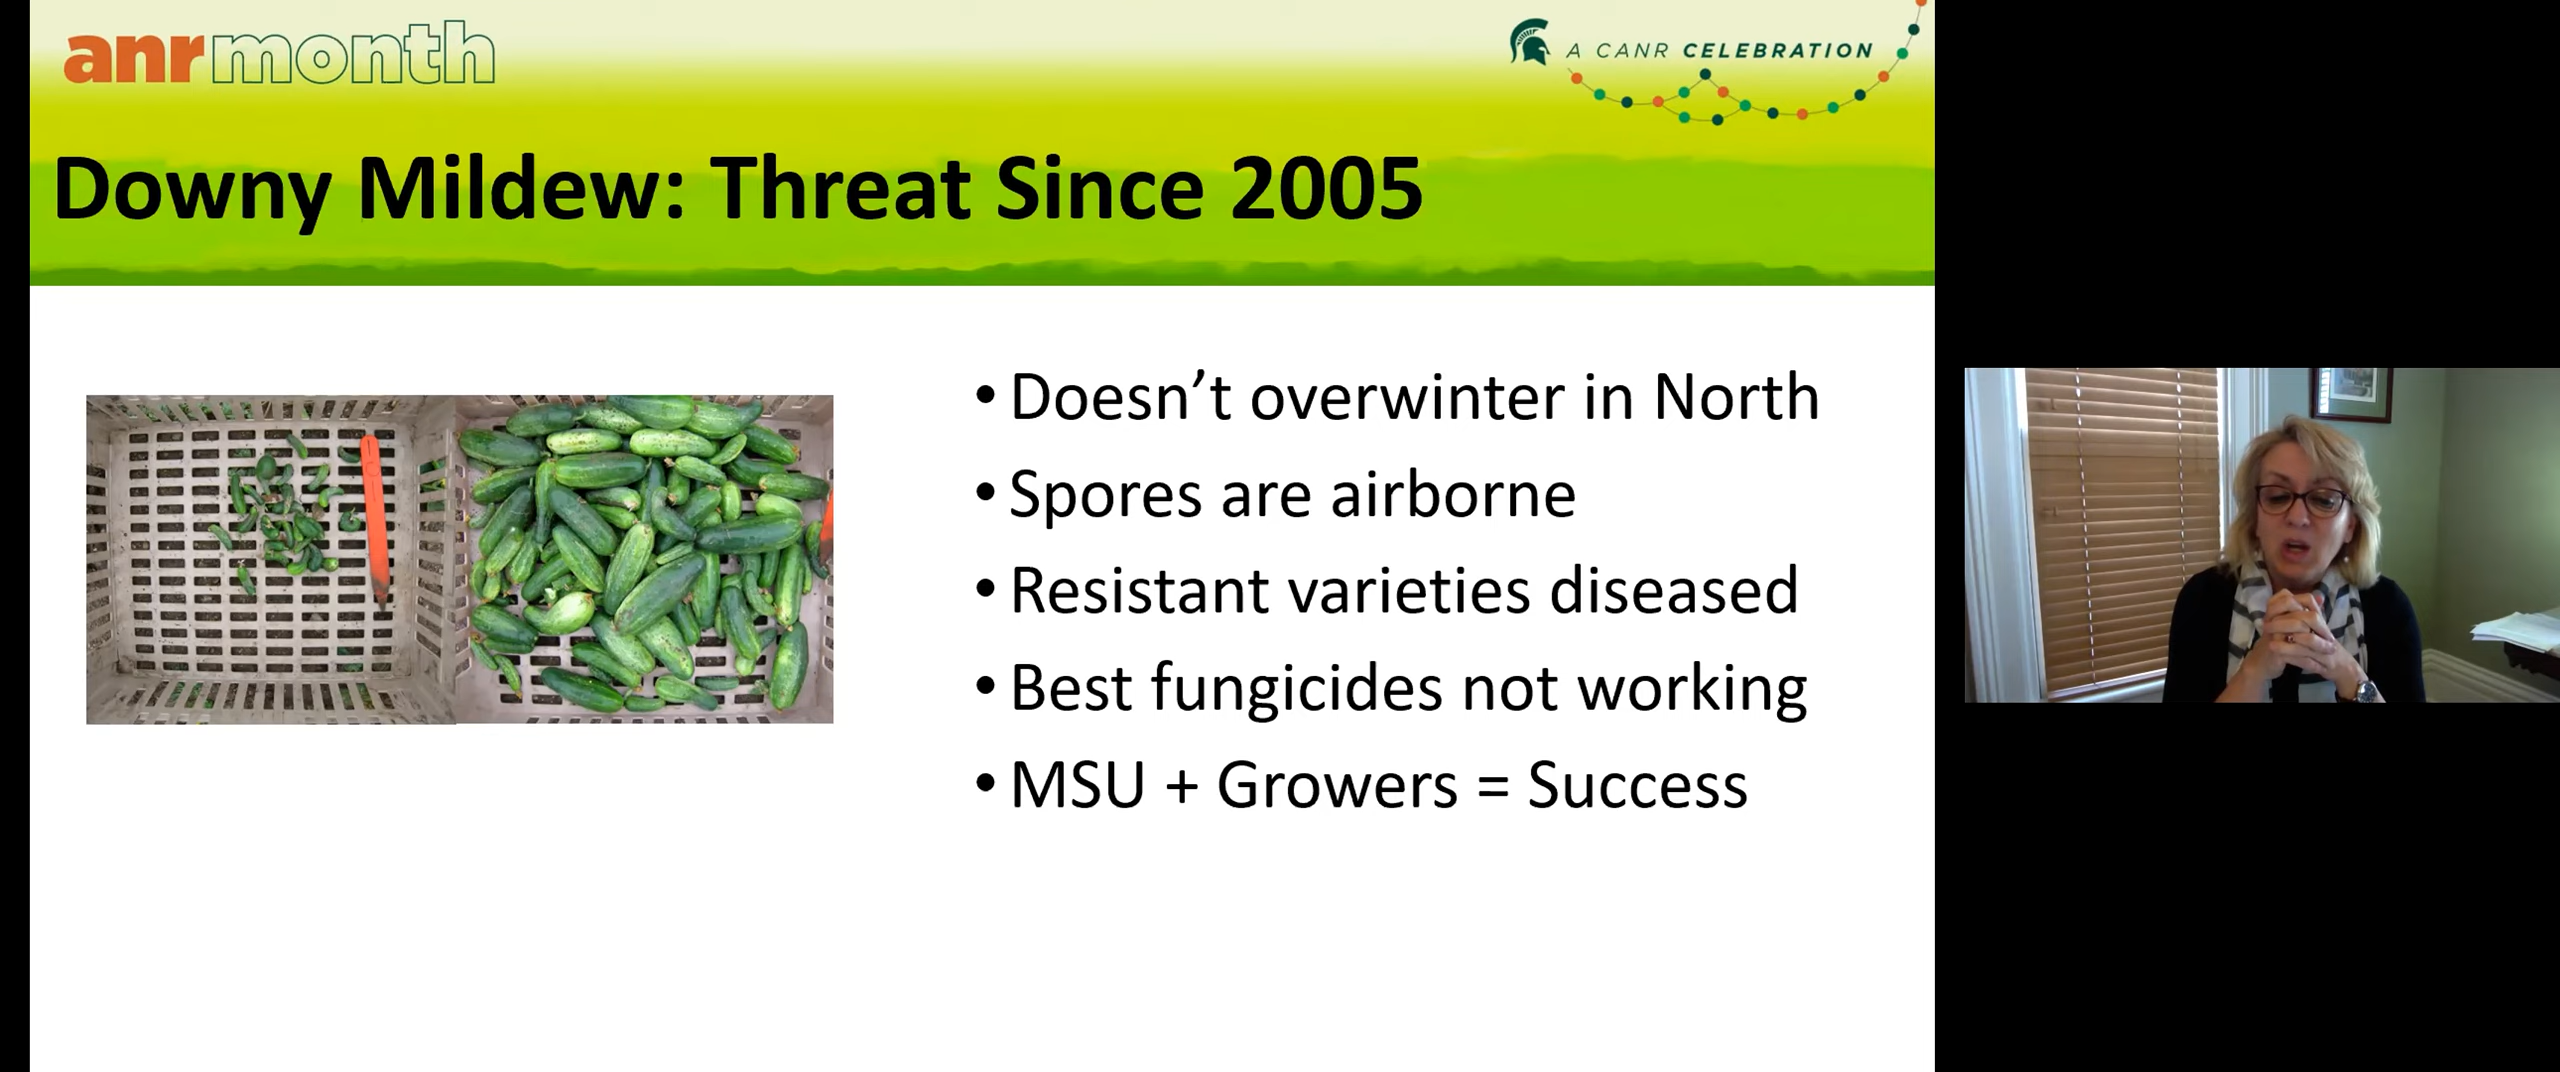 anrmonth
A CANR CELEBRATION
Downy Mildew: Threat Since 2005
• Doesn’t overwinter in North
• Spores are airborne
• Resistant varieties diseased
• Best fungicides not working
• MSU + Growers = Success